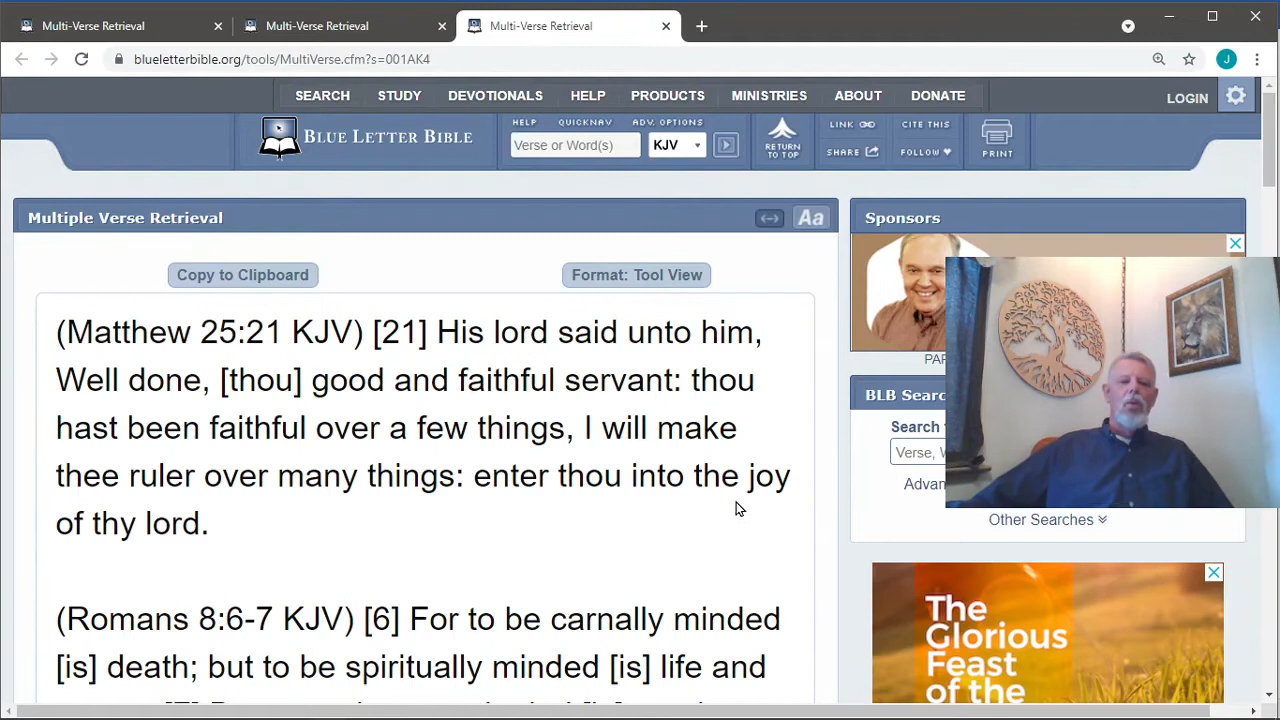 Multi-Verse Retrieval
Multi-Verse Retrieval
Multi-Verse Retrieval
blueletterbible.org/tools/MultiVerse.cfm?s=001AK4
J
SEARCH STUDY DEVOTIONALS HELP PRODUCTS MINISTRIES ABOUT DONATE LOGIN
HELP QUICKNAV ADV. OPTIONS
BLUE LETTER BIBLE
Verse or Word(s)
KJV
RETURN TO TOP
LINK
CITE THIS
SHARE
FOLLOW
PRINT
Multiple Verse Retrieval
Aa
Copy to Clipboard
Format: Tool View
(Matthew 25:21 KJV) [21] His lord said unto him,
Well done, [thou] good and faithful servant: thou
hast been faithful over a few things, I will make
thee ruler over many things: enter thou into the joy
of thy lord.
(Romans 8:6-7 KJV) [6] For to be carnally minded
[is] death; but to be spiritually minded [is] life and
Sponsors
PAR
BLB Sear
Search
Verse, W
Advan
Other Searches
The
Glorious
Feast
of the